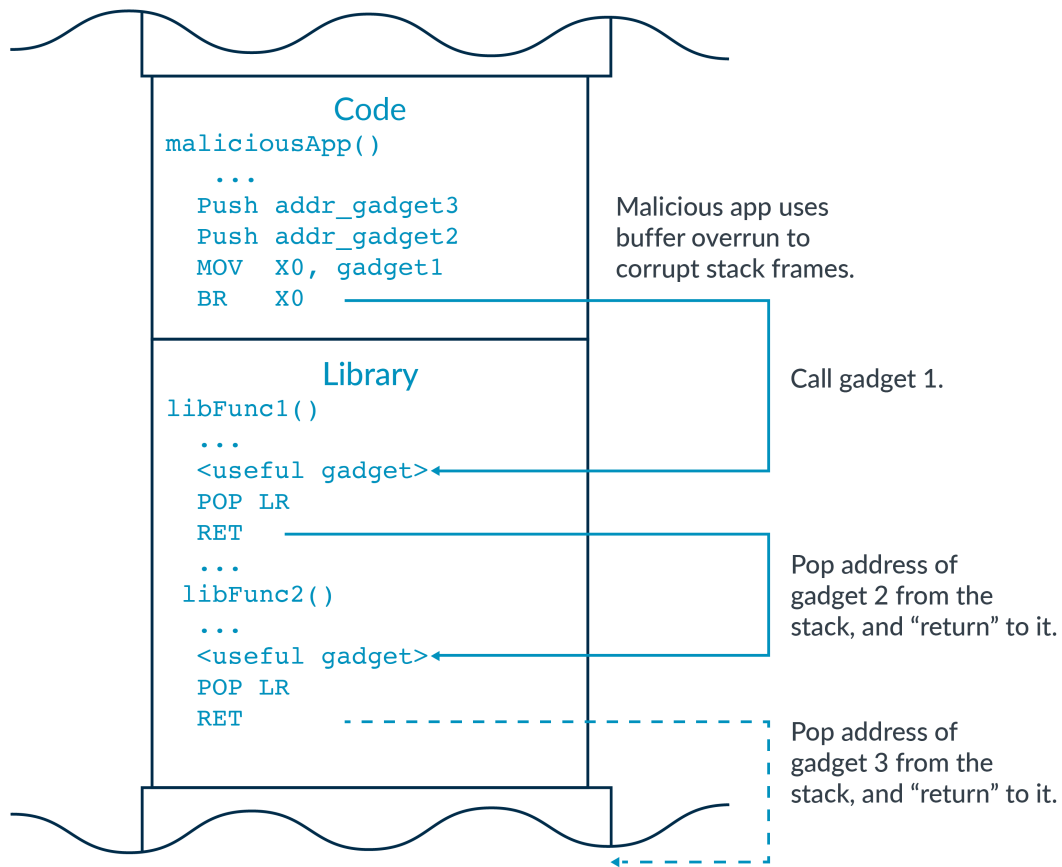 Code
maliciousApp()
...
Push addr_gadget3
Push addr_gadget2
MOV X0, gadget1
BR X0
Malicious app uses
buffer overrun to
corrupt stack frames.
Call gadget 1.
Library
libFunc1()
...
<useful gadget>
POP LR
RET
...
libFunc2()
...
<useful gadget>
POP LR
RET
Pop address of
gadget 2 from the
stack, and “return” to it.
Pop address of
gadget 3 from the
stack, and “return” to it.